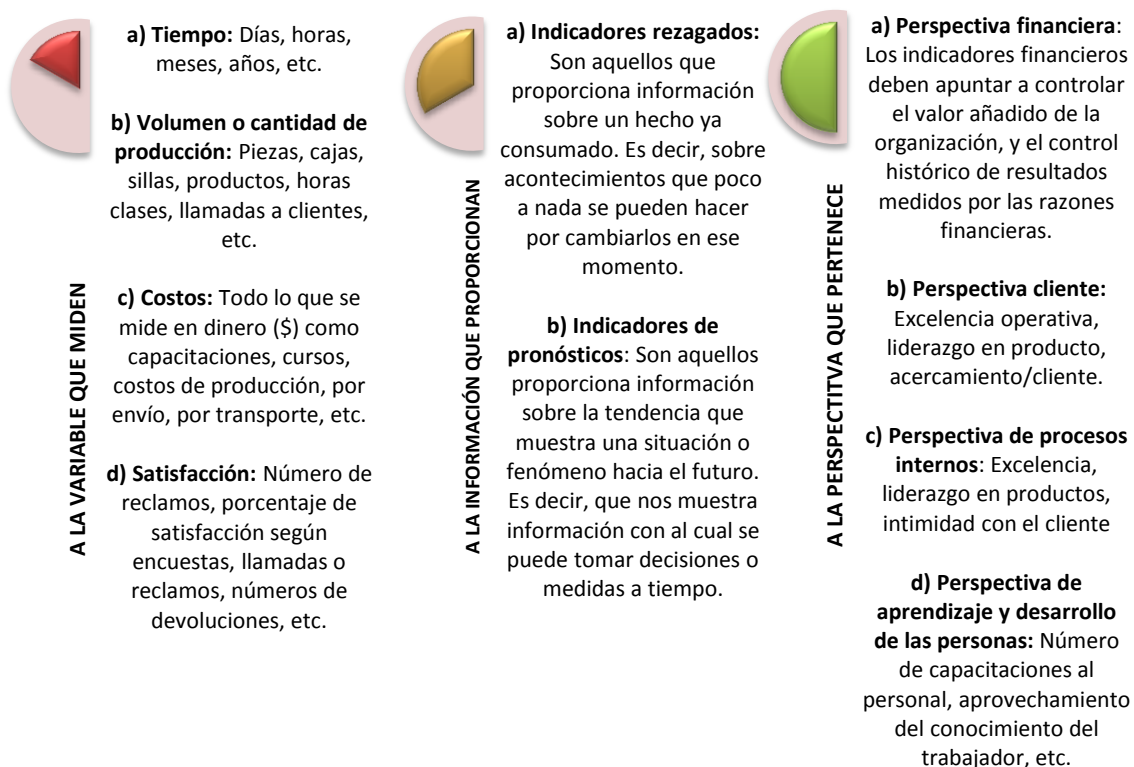 A LA VARIABLE QUE MIDEN
a) Tiempo: Días, horas,
meses, años, etc.
b) Volumen o cantidad de
producción: Piezas, cajas,
sillas, productos, horas
clases, llamadas a clientes,
etc.
c) Costos: Todo lo que se
mide en dinero ($) como
capacitaciones, cursos,
costos de producción, por
envío, por transporte, etc.
d) Satisfacción: Número de
reclamos, porcentaje de
satisfacción según
encuestas, llamadas o
reclamos, números de
devoluciones, etc.
A LA INFORMACIÓN QUE PROPORCIONAN
a) Indicadores rezagados:
Son aquellos que
proporciona información
sobre un hecho ya
consumado. Es decir, sobre
acontecimientos que poco
a nada se pueden hacer
por cambiarlos en ese
momento.
b) Indicadores de
pronósticos: Son aquellos
proporciona información
sobre la tendencia que
muestra una situación o
fenómeno hacia el futuro.
Es decir, que nos muestra
información con al cual se
puede tomar decisiones o
medidas a tiempo.
A LA PERSPECTITVA QUE PERTENECE
a) Perspectiva financiera:
Los indicadores financieros
deben apuntar a controlar
el valor añadido de la
organización, y el control
histórico de resultados
medidos por las razones
financieras.
b) Perspectiva cliente:
Excelencia operativa,
liderazgo en producto,
acercamiento/cliente.
c) Perspectiva de procesos
internos: Excelencia,
liderazgo en productos,
intimidad con el cliente
d) Perspectiva de
aprendizaje y desarrollo
de las personas: Número
de capacitaciones al
personal, aprovechamiento
del conocimiento del
trabajador, etc.